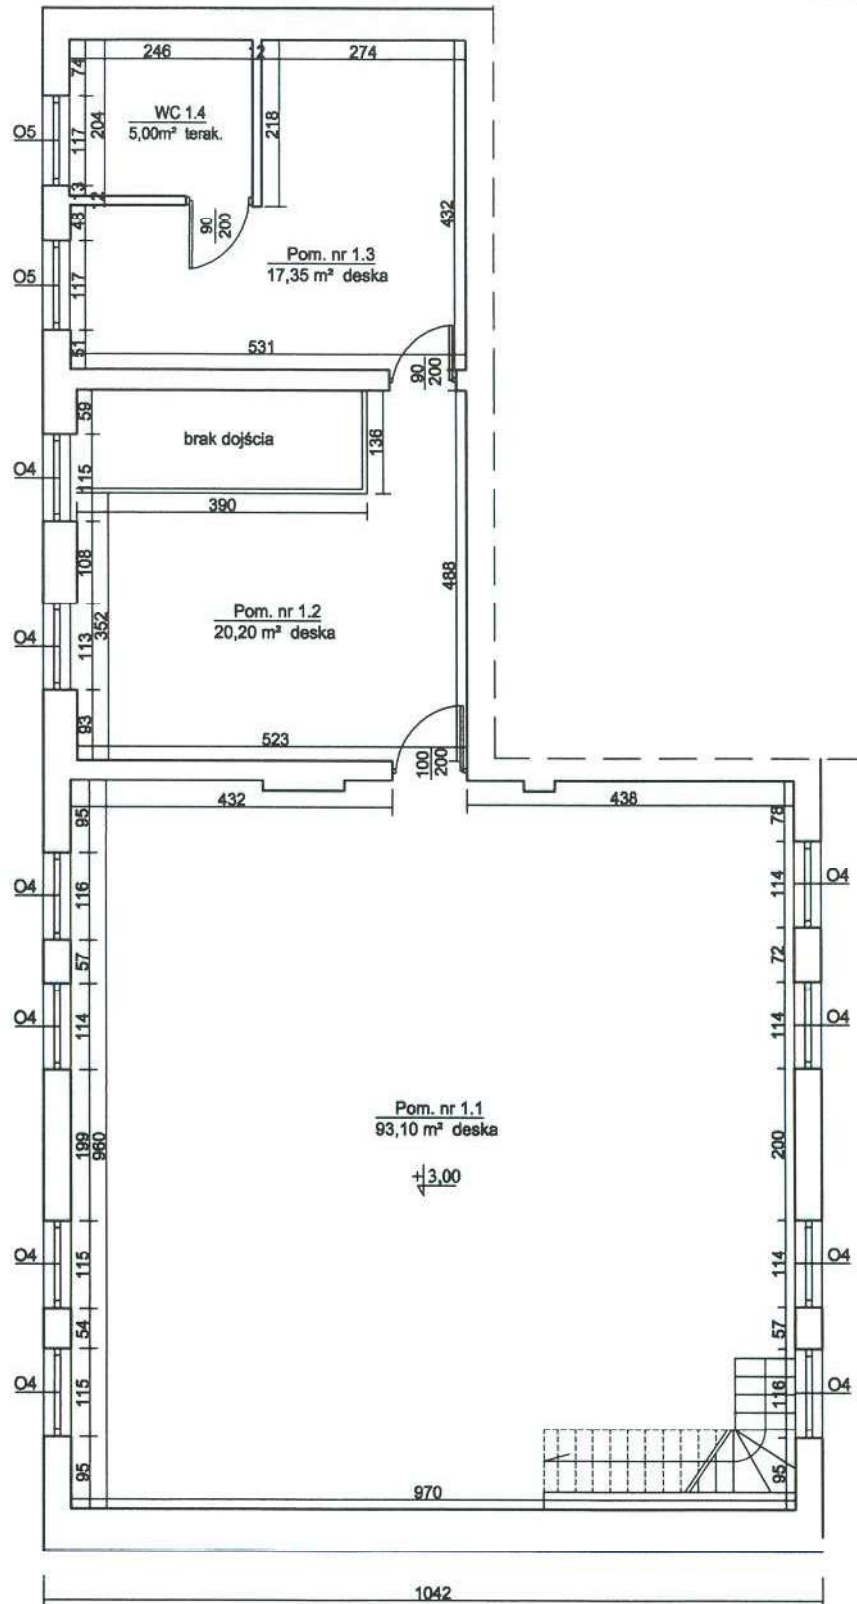 246
12
274
74
204
218
WC 1.4
5,00m² terak.
O5
117
13
12
48
90
200
432
Pom. nr 1.3
17,35 m² deska
O5
117
51
531
90
200
59
brak dojścia
136
O4
115
390
108
488
Pom. nr 1.2
20,20 m² deska
352
O4
113
93
523
100
200
432
438
95
78
O4
116
114
O4
57
72
O4
114
114
O4
Pom. nr 1.1
93,10 m² deska
199
960
200
+3,00
O4
115
114
O4
54
57
O4
115
116
O4
95
95
970
1042